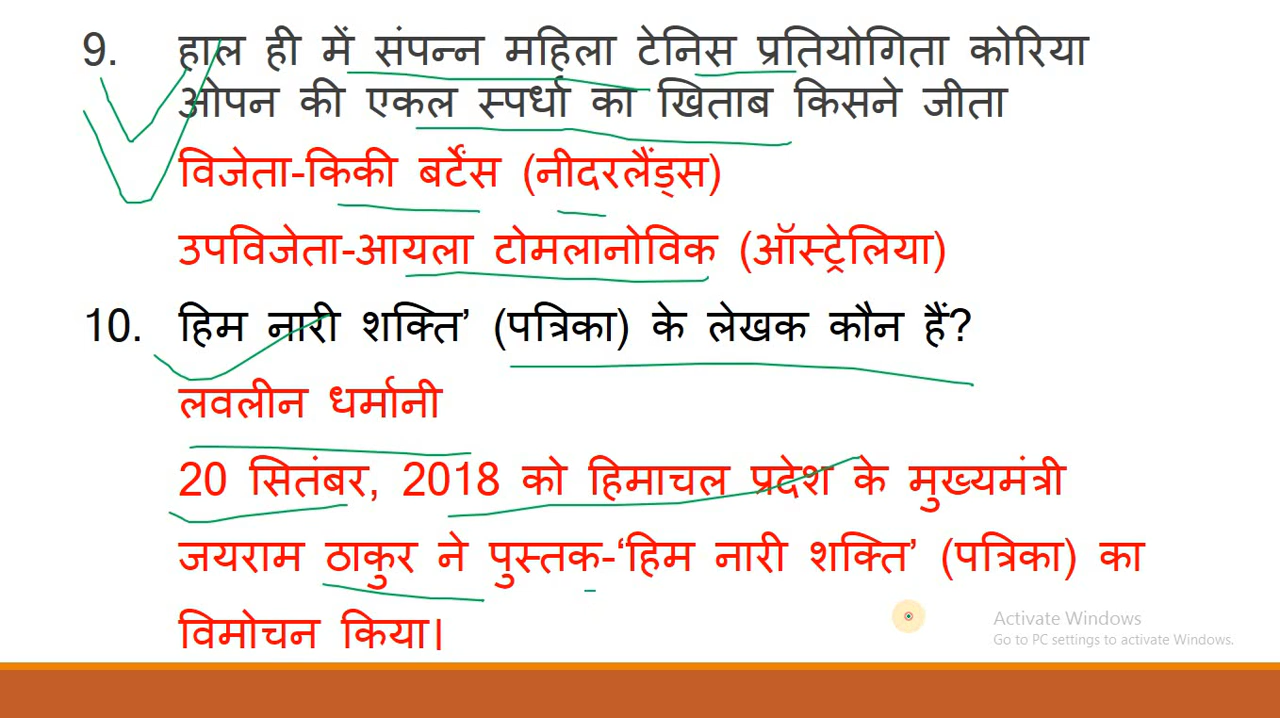 9. हाल ही में संपन्न महिला टेनिस प्रतियोगिता कोरिया
ओपन की एकल स्पर्धा का खिताब किसने जीता
विजेता-किकी बर्टेंस (नीदरलैंड्स)
उपविजेता-आयला टोमलानोविक (ऑस्ट्रेलिया)
10. हिम नारी शक्ति’ (पत्रिका) के लेखक कौन हैं?
लवलीन धर्मानी
20 सितंबर, 2018 को हिमाचल प्रदेश के मुख्यमंत्री
जयराम ठाकुर ने पुस्तक-‘हिम नारी शक्ति’ (पत्रिका) का
विमोचन किया।
Activate Windows
Go to PC settings to activate Windows.